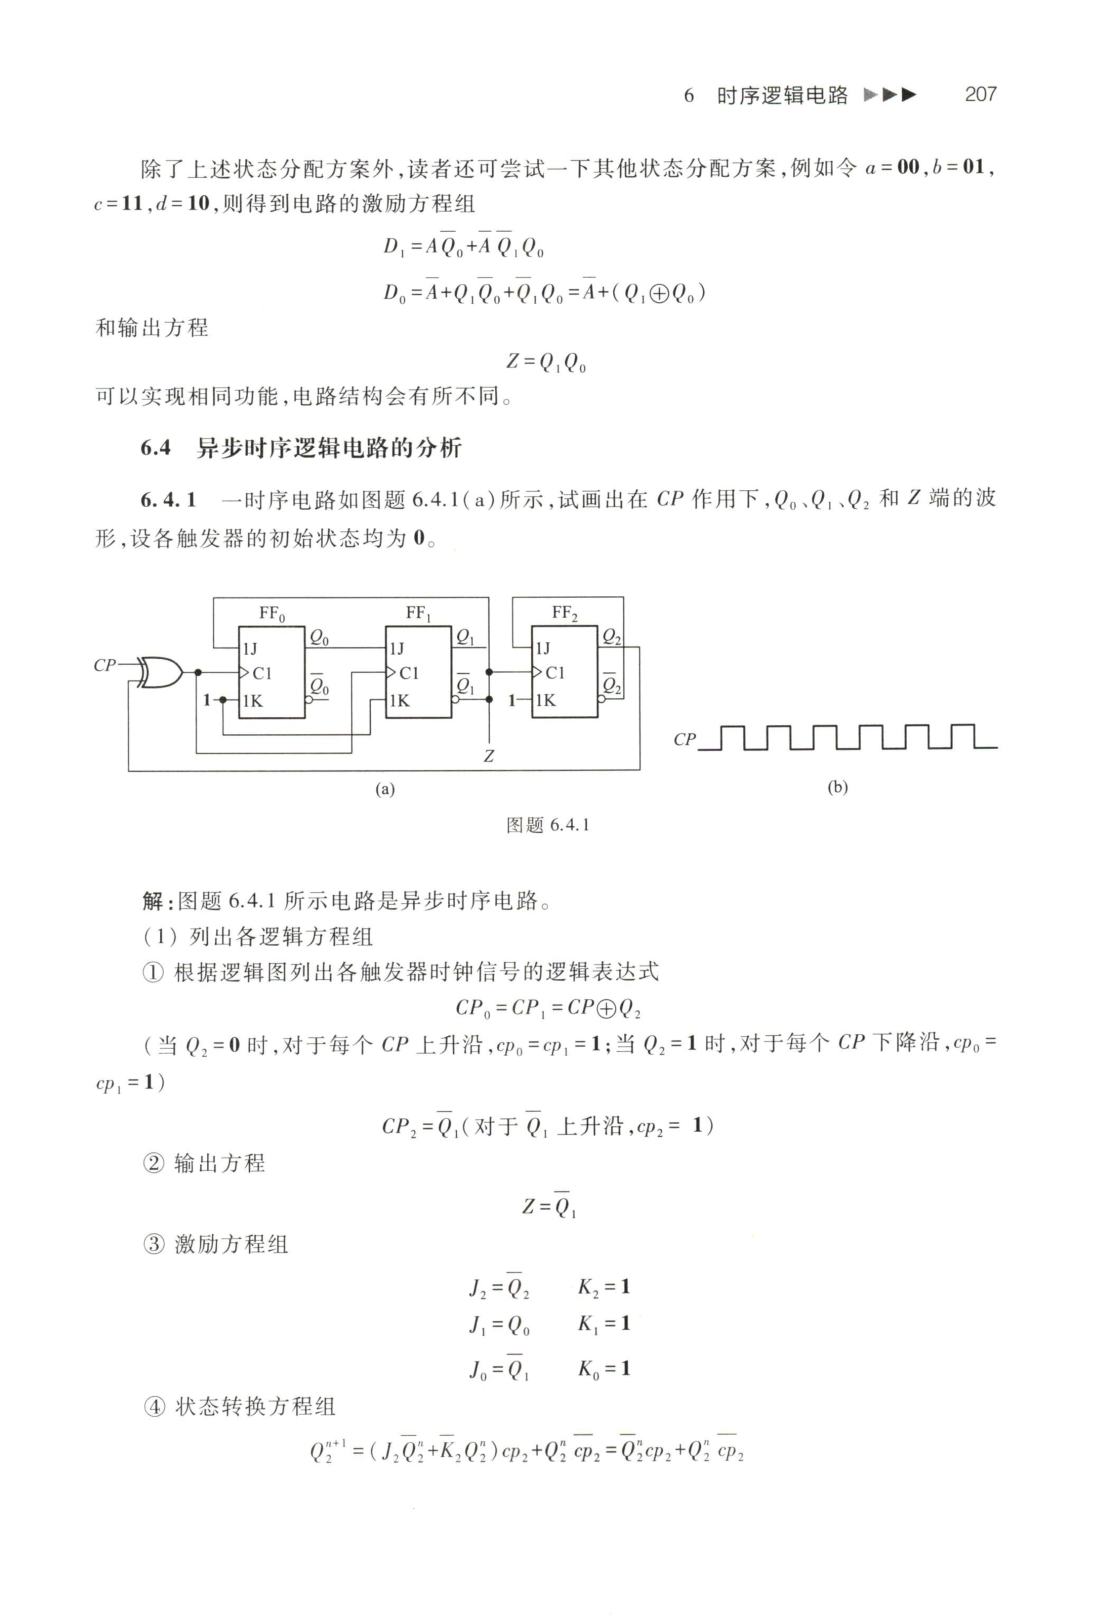 6 时序逻辑电路 ▶▶▶ 207
除了上述状态分配方案外,读者还可尝试一下其他状态分配方案,例如令 a=00,b=01,
c=11,d=10,则得到电路的激励方程组
D₁=AQ̅₀+A̅ Q̅₁Q₀
D₀=A̅+Q₁Q̅₀+Q̅₁Q₀=A̅+(Q₁⊕Q₀)
和输出方程
Z=Q₁Q₀
可以实现相同功能,电路结构会有所不同。
6.4 异步时序逻辑电路的分析
6.4.1 一时序电路如图题 6.4.1(a)所示,试画出在 CP 作用下,Q₀、Q₁、Q₂ 和 Z 端的波
形,设各触发器的初始状态均为 0。
FF₀ FF₁ FF₂
1J Q₀ 1J Q₁ 1J Q₂
CP C1 C1 C1
1 1K Q̅₀ 1K Q̅₁ 1 1K Q̅₂
CP
Z
(a) (b)
图题 6.4.1
解:图题 6.4.1 所示电路是异步时序电路。
(1) 列出各逻辑方程组
① 根据逻辑图列出各触发器时钟信号的逻辑表达式
CP₀=CP₁=CP⊕Q₂
(当 Q₂=0 时,对于每个 CP 上升沿,cp₀=cp₁=1;当 Q₂=1 时,对于每个 CP 下降沿,cp₀=
cp₁=1)
CP₂=Q̅₁(对于 Q̅₁ 上升沿,cp₂= 1)
② 输出方程
Z=Q̅₁
③ 激励方程组
J₂=Q̅₂ K₂=1
J₁=Q₀ K₁=1
J₀=Q̅₁ K₀=1
④ 状态转换方程组
Q₂ⁿ⁺¹=(J₂Q̅₂ⁿ+K̅₂Q₂ⁿ)cp₂+Q₂ⁿ c̅p̅₂=Q̅₂ⁿcp₂+Q₂ⁿ c̅p̅₂